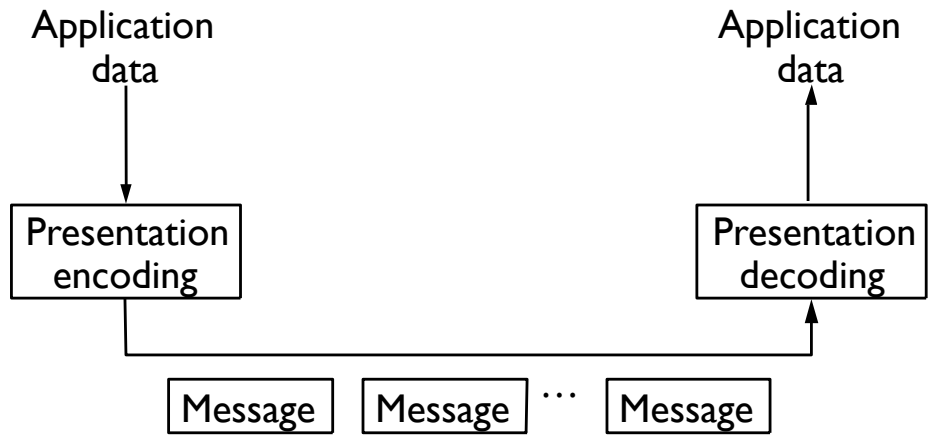 Application
data
Application
data
Presentation
encoding
Presentation
decoding
Message
Message
...
Message